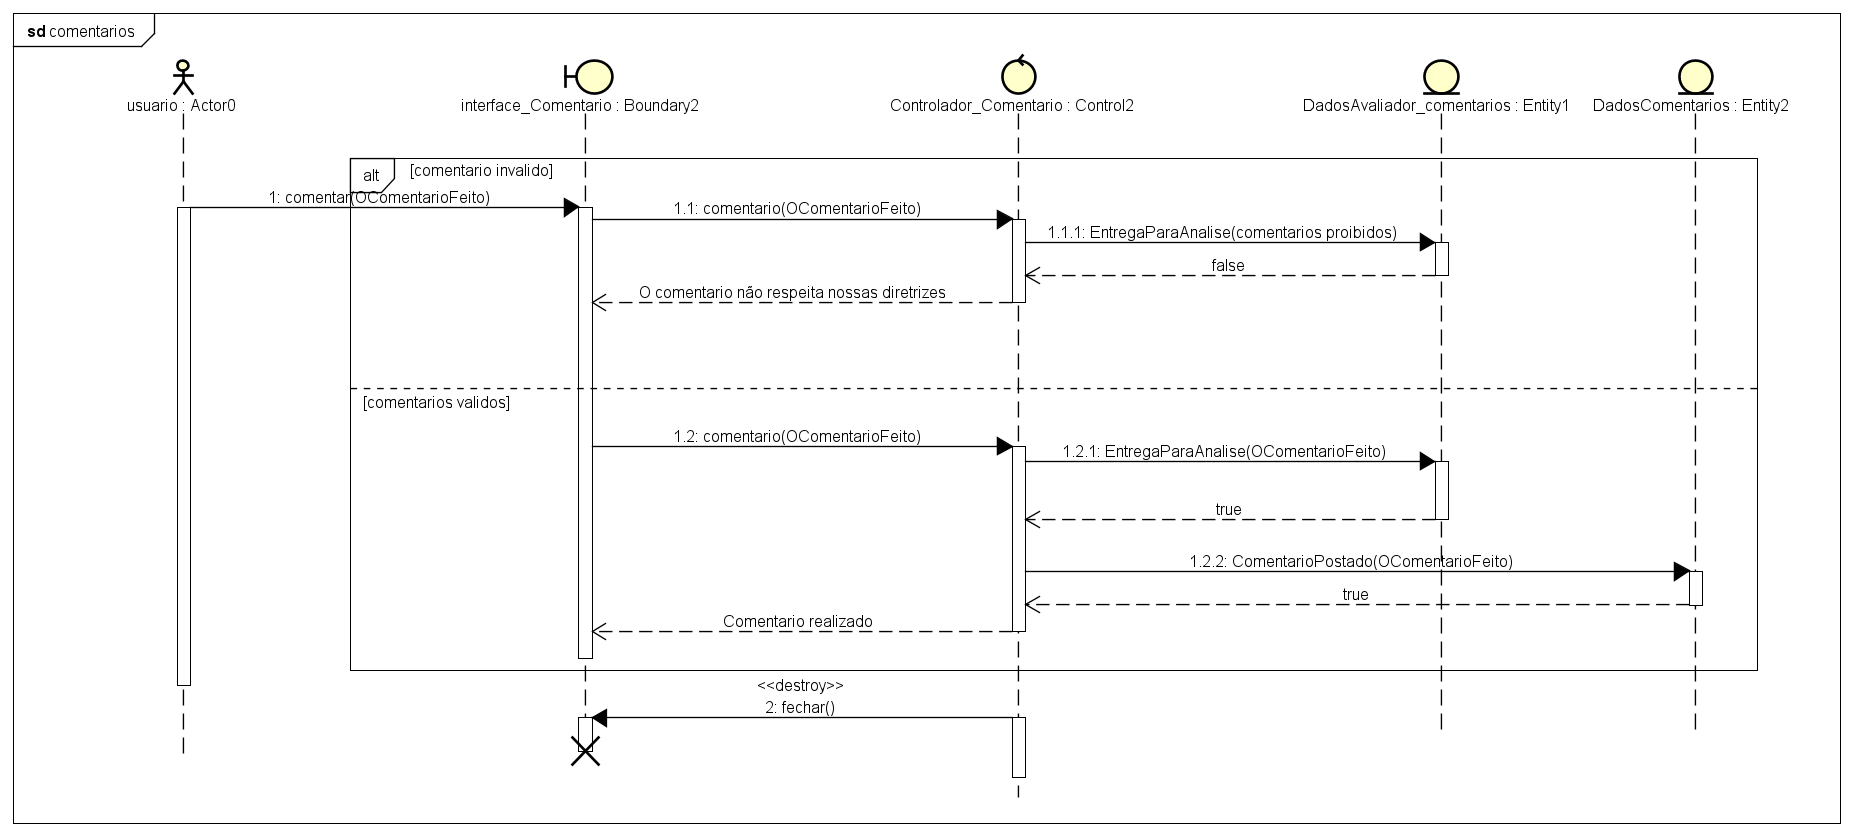 sd comentarios
usuario : Actor0
interface_Comentario : Boundary2
Controlador_Comentario : Control2
DadosAvaliador_comentarios : Entity1
DadosComentarios : Entity2
alt
[comentario invalido]
1: comentar(OComentarioFeito)
1.1: comentario(OComentarioFeito)
1.1.1: EntregaParaAnalise(comentarios proibidos)
false
O comentario não respeita nossas diretrizes
[comentarios validos]
1.2: comentario(OComentarioFeito)
1.2.1: EntregaParaAnalise(OComentarioFeito)
true
1.2.2: ComentarioPostado(OComentarioFeito)
true
Comentario realizado
<<destroy>>
2: fechar()